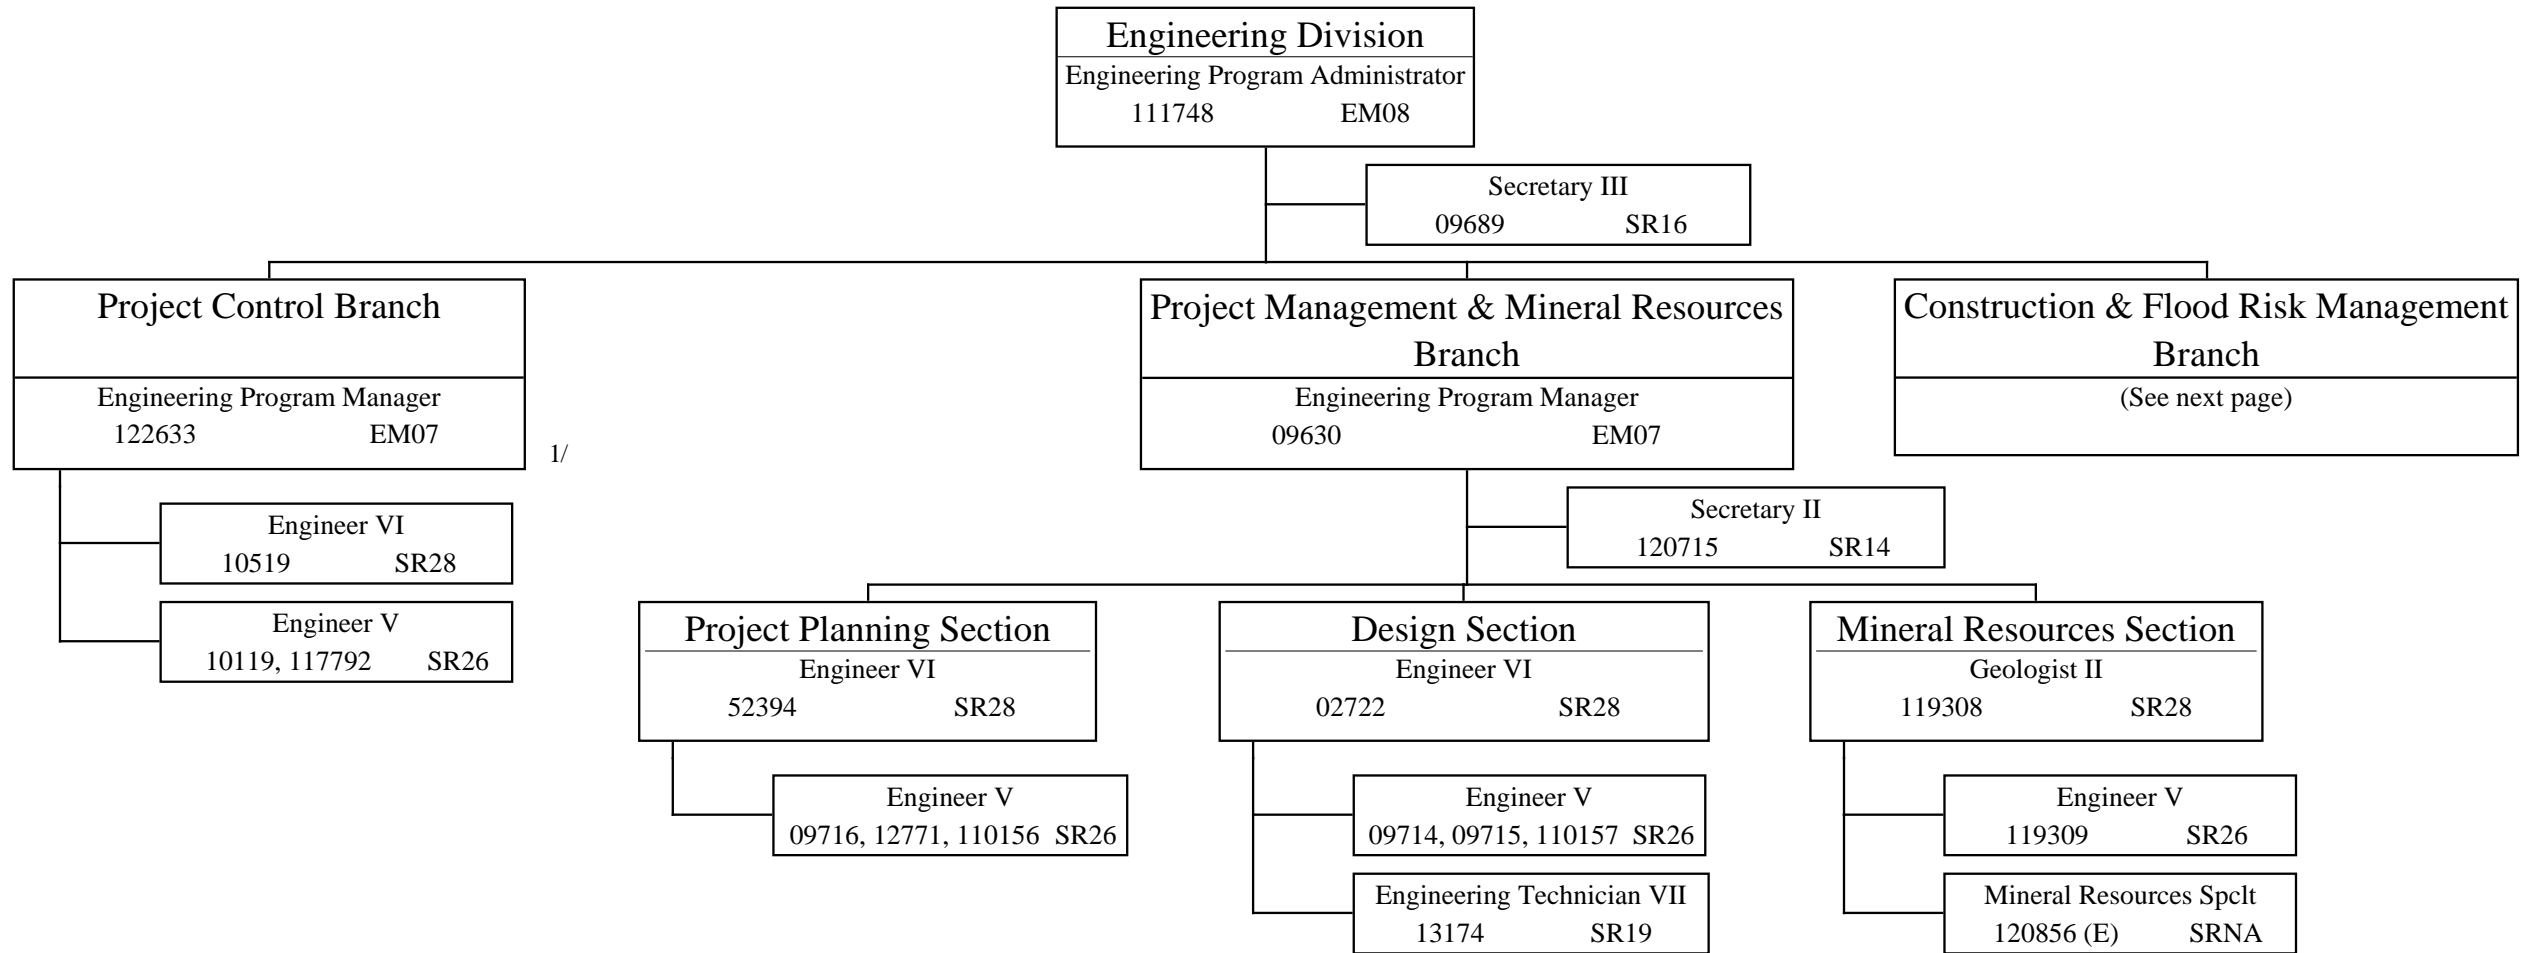 Engineering Division
Engineering Program Administrator
111748 EM08
Secretary III
09689 SR16
Project Control Branch
Engineering Program Manager
122633 EM07
1/
Project Management & Mineral Resources
Branch
Engineering Program Manager
09630 EM07
Construction & Flood Risk Management
Branch
(See next page)
Engineer VI
10519 SR28
Engineer V
10119, 117792 SR26
Secretary II
120715 SR14
Project Planning Section
Engineer VI
52394 SR28
Engineer V
09716, 12771, 110156 SR26
Design Section
Engineer VI
02722 SR28
Engineer V
09714, 09715, 110157 SR26
Engineering Technician VII
13174 SR19
Mineral Resources Section
Geologist II
119308 SR28
Engineer V
119309 SR26
Mineral Resources Spclt
120856 (E) SRNA